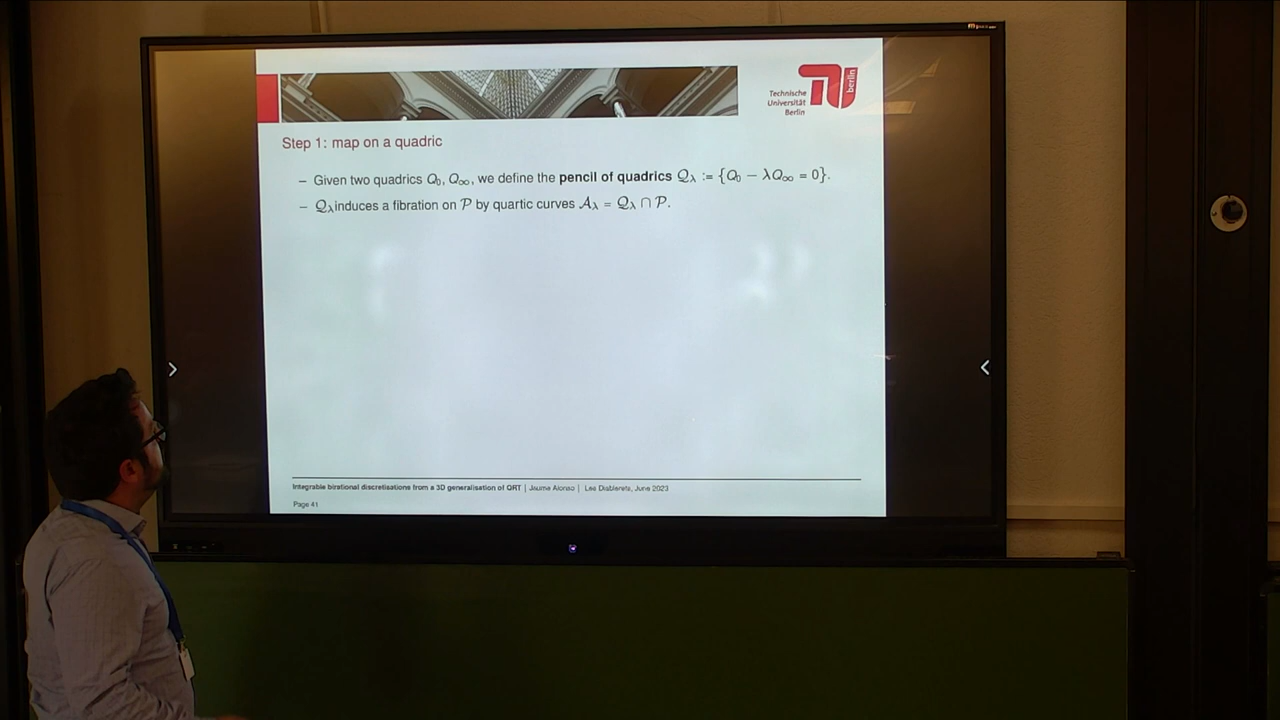 Technische
Universität
Berlin
berlin
Step 1: map on a quadric
– Given two quadrics Q₀, Q∞, we define the pencil of quadrics 𝒬λ := {Q₀ − λQ∞ = 0}.
– 𝒬λ induces a fibration on 𝒫 by quartic curves 𝒜λ = 𝒬λ ∩ 𝒫.
Integrable birational discretisations from a 3D generalisation of QRT | Jaume Alonso | Les Diablerets, June 2023
Page 41